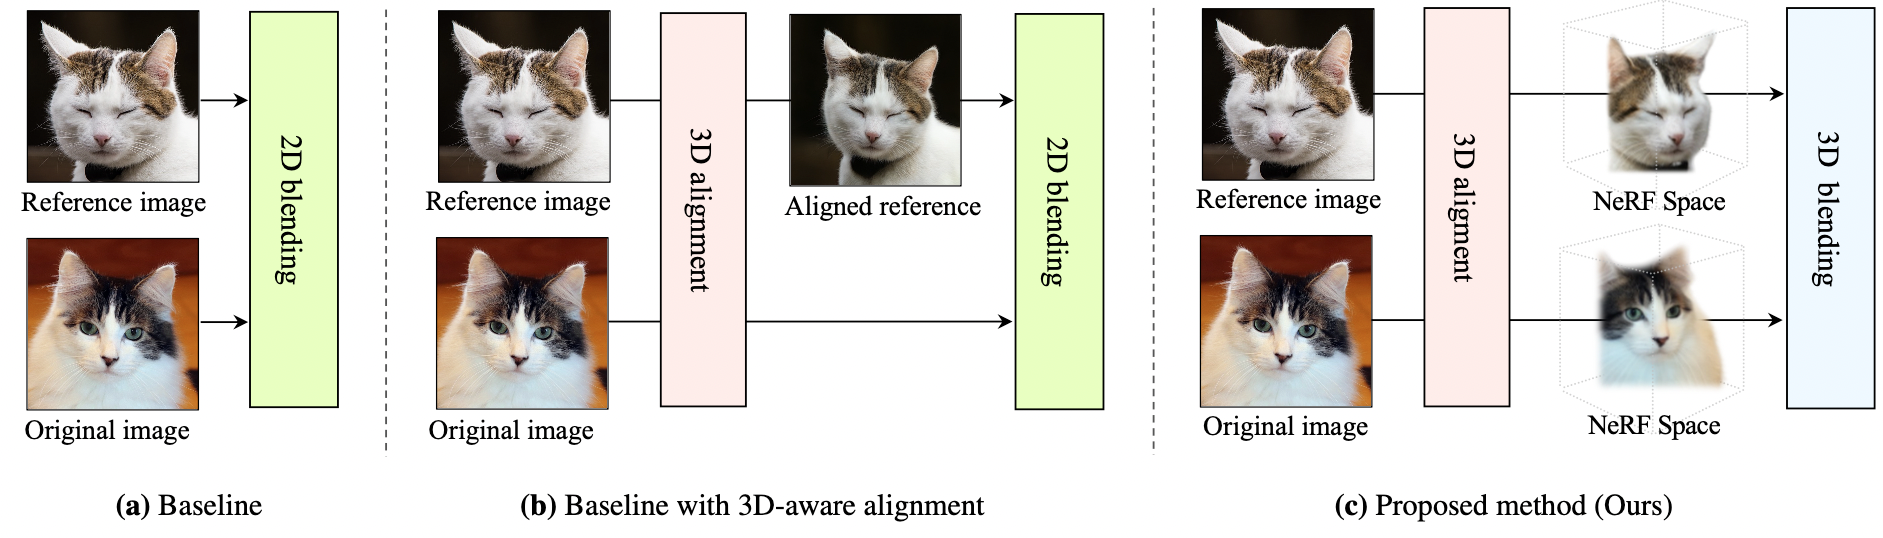 Reference image
Original image
2D blending
(a) Baseline
Reference image
Original image
3D alignment
Aligned reference
2D blending
(b) Baseline with 3D-aware alignment
Reference image
Original image
3D aligment
NeRF Space
NeRF Space
3D blending
(c) Proposed method (Ours)